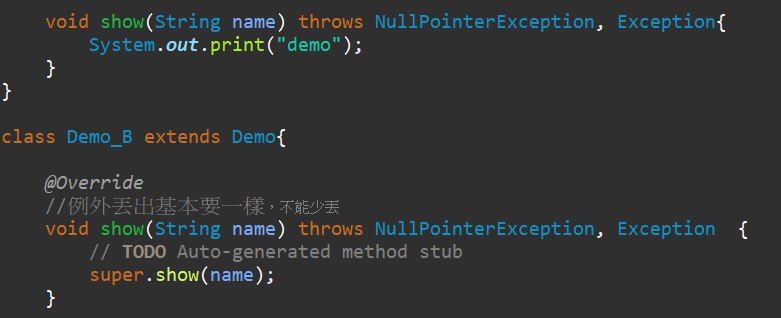 void show(String name) throws NullPointerException, Exception{
System.out.print("demo");
}
}
class Demo_B extends Demo{
@Override
//例外丟出基本要一樣，不能少丟
void show(String name) throws NullPointerException, Exception  {
// TODO Auto-generated method stub
super.show(name);
}